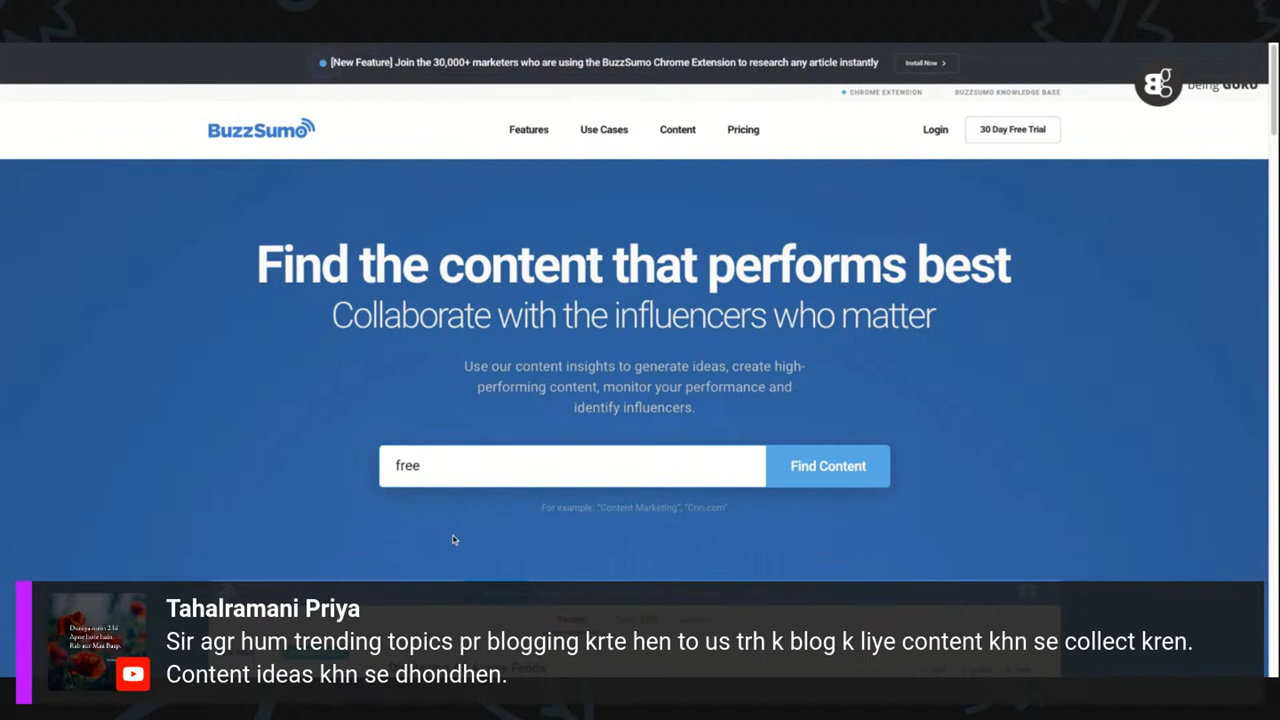 [New Feature] Join the 30,000+ marketers who are using the BuzzSumo Chrome Extension to research any article instantly
Install Now >
CHROME EXTENSION
BUZZSUMO KNOWLEDGE BASE
being GURU
BuzzSumo
Features
Use Cases
Content
Pricing
Login
30 Day Free Trial
Find the content that performs best
Collaborate with the influencers who matter
Use our content insights to generate ideas, create high-
performing content, monitor your performance and
identify influencers.
free
Find Content
For example: "Content Marketing", "Cnn.com"
Tahalramani Priya
Sir agr hum trending topics pr blogging krte hen to us trh k blog k liye content khn se collect kren.
Content ideas khn se dhondhen.